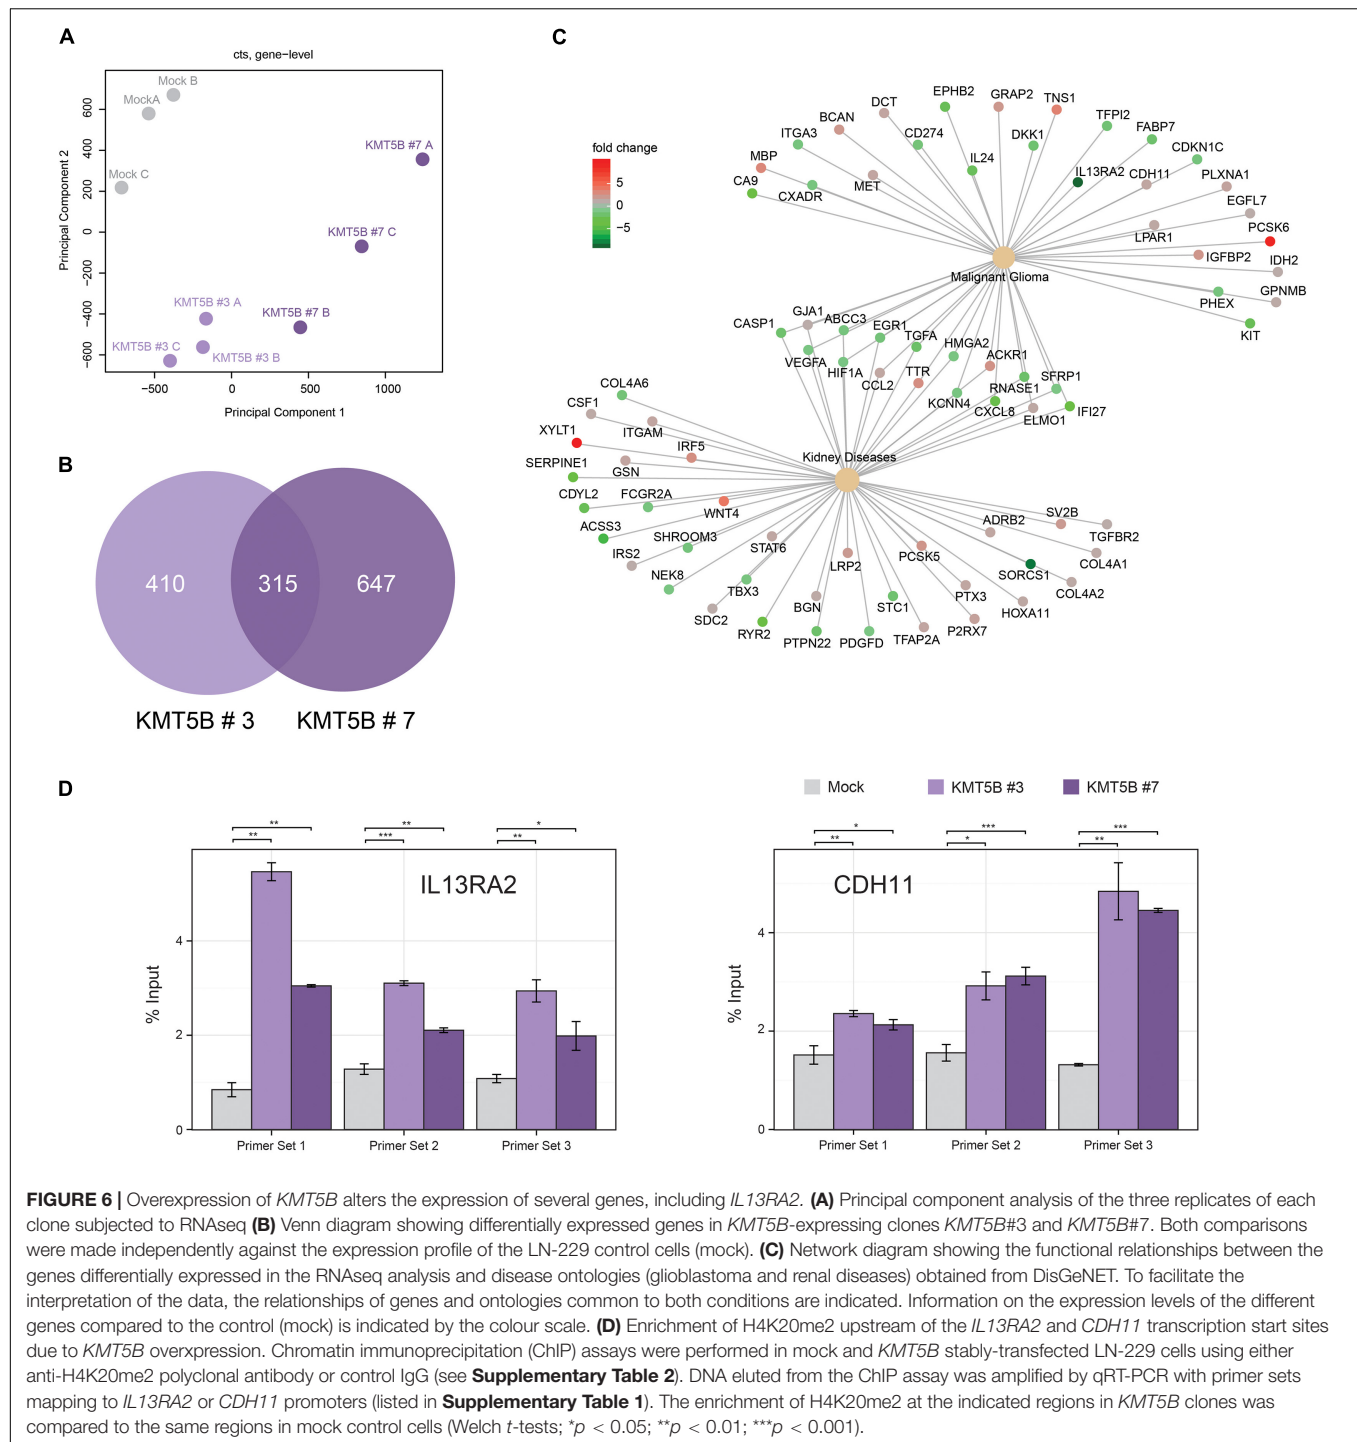 A
cts, gene-level
Mock B
MockA
Mock C
KMT5B #7 A
KMT5B #7 C
KMT5B #7 B
KMT5B #3 A
KMT5B #3 C
KMT5B #3 B
600
400
200
0
−200
−400
−600
Principal Component 2
−500
0
500
1000
Principal Component 1
B
410
315
647
KMT5B # 3
KMT5B # 7
C
fold change
5
0
−5
EPHB2
GRAP2
TNS1
DCT
BCAN
ITGA3
CD274
DKK1
TFPI2
FABP7
CDKN1C
MBP
CA9
CXADR
MET
IL24
IL13RA2
CDH11
PLXNA1
EGFL7
LPAR1
PCSK6
IGFBP2
IDH2
Malignant Glioma
PHEX
GPNMB
KIT
CASP1
GJA1
ABCC3
EGR1
TGFA
HMGA2
ACKR1
VEGFA
HIF1A
CCL2
TTR
RNASE1
SFRP1
KCNN4
CXCL8
ELMO1
IFI27
COL4A6
CSF1
XYLT1
ITGAM
IRF5
SERPINE1
GSN
Kidney Diseases
CDYL2
FCGR2A
WNT4
ACSS3
SHROOM3
STAT6
IRS2
NEK8
TBX3
LRP2
PCSK5
ADRB2
SV2B
TGFBR2
COL4A1
SORCS1
COL4A2
SDC2
BGN
STC1
PTX3
HOXA11
RYR2
PTPN22
PDGFD
TFAP2A
P2RX7
D
Mock
KMT5B #3
KMT5B #7
**
**
**
***
*
**
IL13RA2
4
2
0
% Input
Primer Set 1
Primer Set 2
Primer Set 3
*
**
***
*
***
**
CDH11
4
2
0
% Input
Primer Set 1
Primer Set 2
Primer Set 3
FIGURE 6 | Overexpression of KMT5B alters the expression of several genes, including IL13RA2. (A) Principal component analysis of the three replicates of each
clone subjected to RNAseq (B) Venn diagram showing differentially expressed genes in KMT5B-expressing clones KMT5B#3 and KMT5B#7. Both comparisons
were made independently against the expression profile of the LN-229 control cells (mock). (C) Network diagram showing the functional relationships between the
genes differentially expressed in the RNAseq analysis and disease ontologies (glioblastoma and renal diseases) obtained from DisGeNET. To facilitate the
interpretation of the data, the relationships of genes and ontologies common to both conditions are indicated. Information on the expression levels of the different
genes compared to the control (mock) is indicated by the colour scale. (D) Enrichment of H4K20me2 upstream of the IL13RA2 and CDH11 transcription start sites
due to KMT5B overxpression. Chromatin immunoprecipitation (ChIP) assays were performed in mock and KMT5B stably-transfected LN-229 cells using either
anti-H4K20me2 polyclonal antibody or control IgG (see Supplementary Table 2). DNA eluted from the ChIP assay was amplified by qRT-PCR with primer sets
mapping to IL13RA2 or CDH11 promoters (listed in Supplementary Table 1). The enrichment of H4K20me2 at the indicated regions in KMT5B clones was
compared to the same regions in mock control cells (Welch t-tests; *p < 0.05; **p < 0.01; ***p < 0.001).